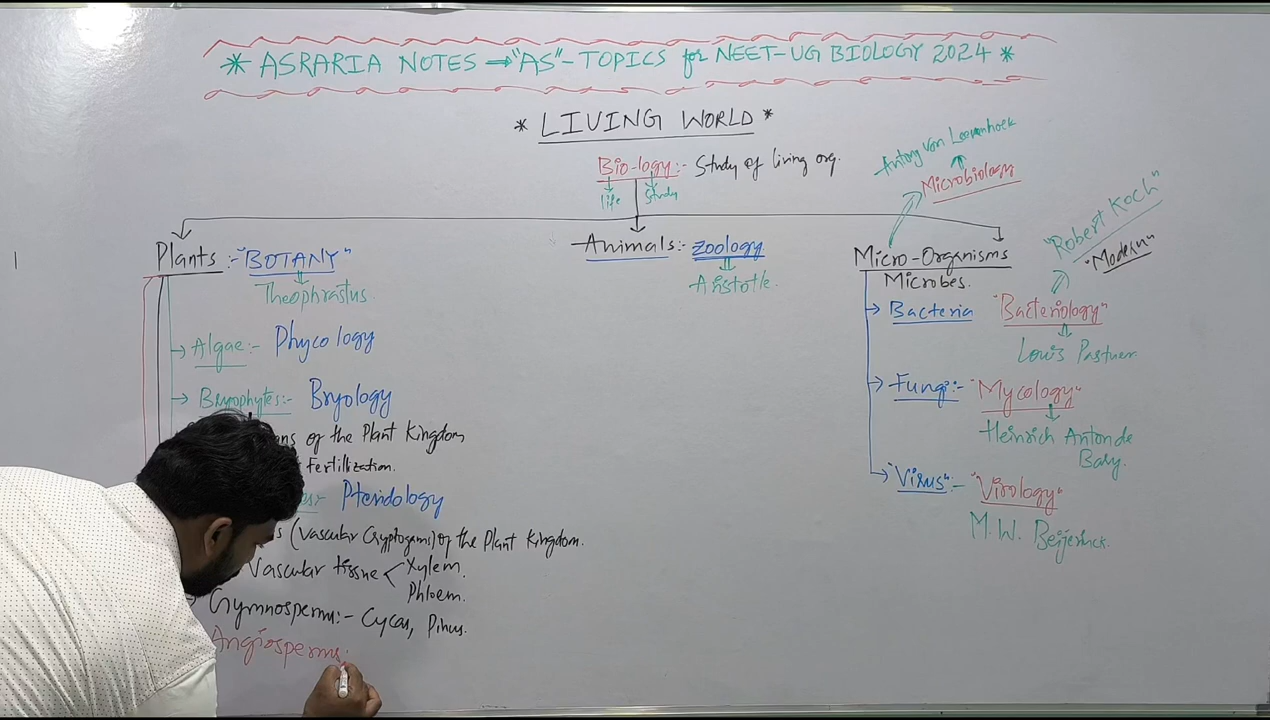 * ASRARIA NOTES → "AS"-TOPICS for NEET-UG BIOLOGY 2024 *
* LIVING WORLD *
Bio-logy:- Study of living org.
life Study
Antony von Leeuwenhoek
Microbiology
Plants:- "BOTANY"
Theophrastus
Algae:- Phycology
Bryophytes:- Bryology
of the Plant Kingdom
Fertillization.
Pteridology
(Vascular Cryptogams) of the Plant Kingdom.
Vascular tissue < Xylem.
Phloem.
Gymnosperms:- Cycas, Pinus.
Angiosperms:
Animals:- Zoology
Aristotle.
Micro-Organisms
Microbes.
"Robert Koch"
"Modern"
Bacteria "Bacteriology"
Louis Pastuer
Fungi:- "Mycology"
Heinrich Anton de
Bary.
"Virus":- "Virology"
M.W. Beijerinck.